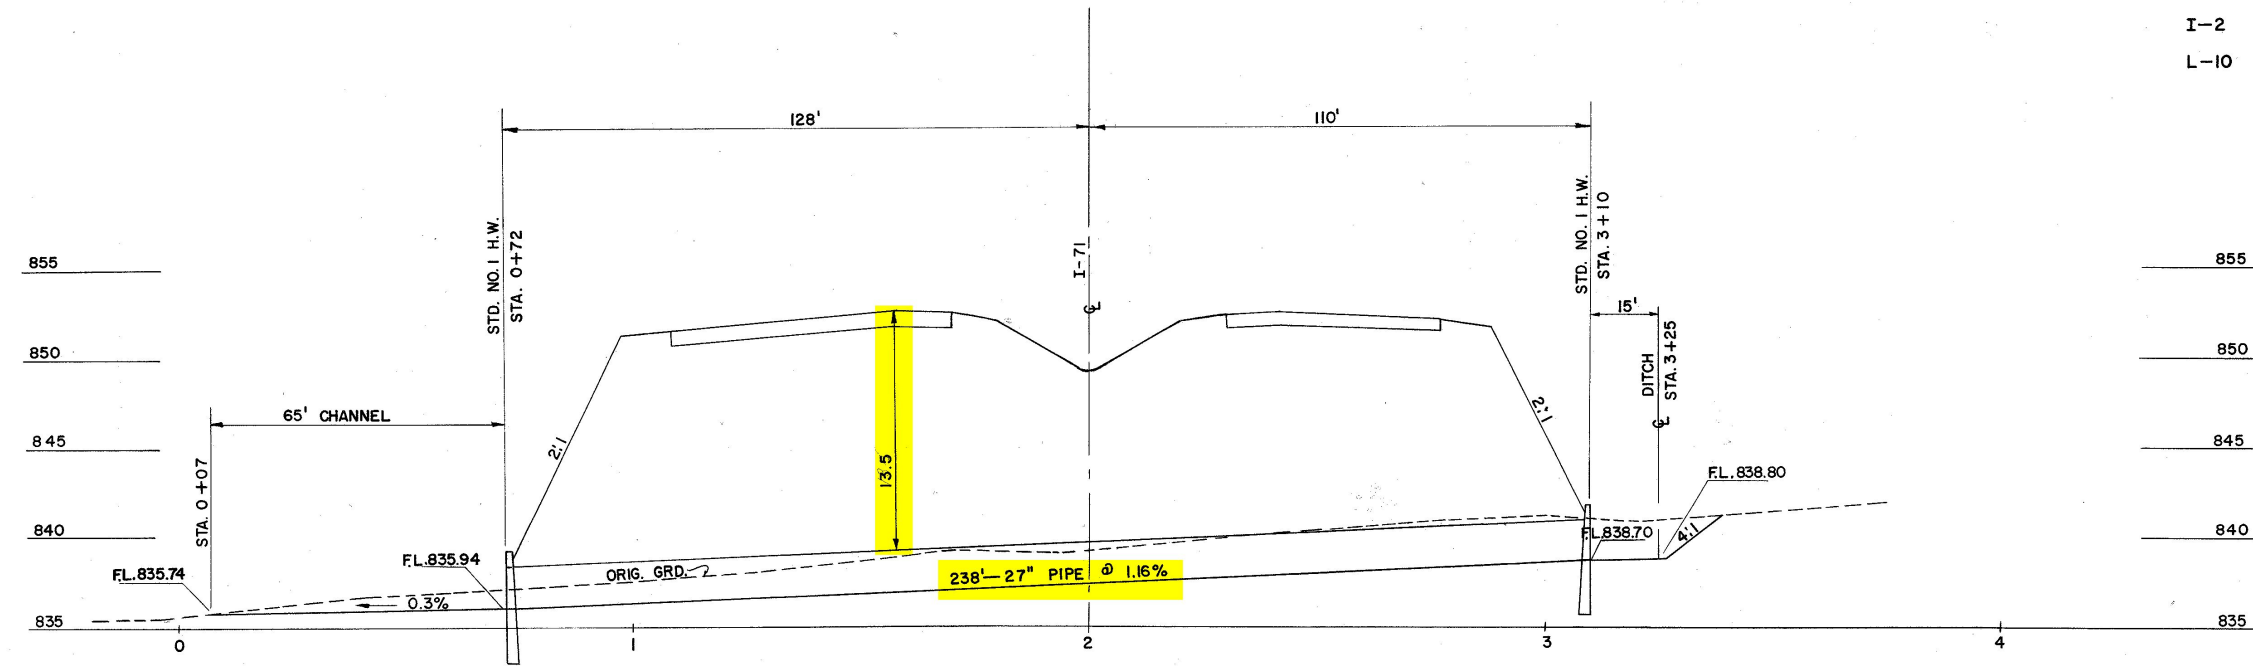 I-2
L-10
128'
110'
STD. NO. 1 H.W.
STA. 0+72
I-71
℄
STD. NO. 1 H.W.
STA. 3+10
15'
DITCH
STA. 3+25
℄
855
855
850
850
65' CHANNEL
845
845
2:1
2:1
13.5
STA. 0+07
F.L. 838.80
840
840
F.L. 835.94
F.L. 838.70
4:1
F.L. 835.74
ORIG. GRD.
238'-27" PIPE @ 1.16%
0.3%
835
835
0
1
2
3
4